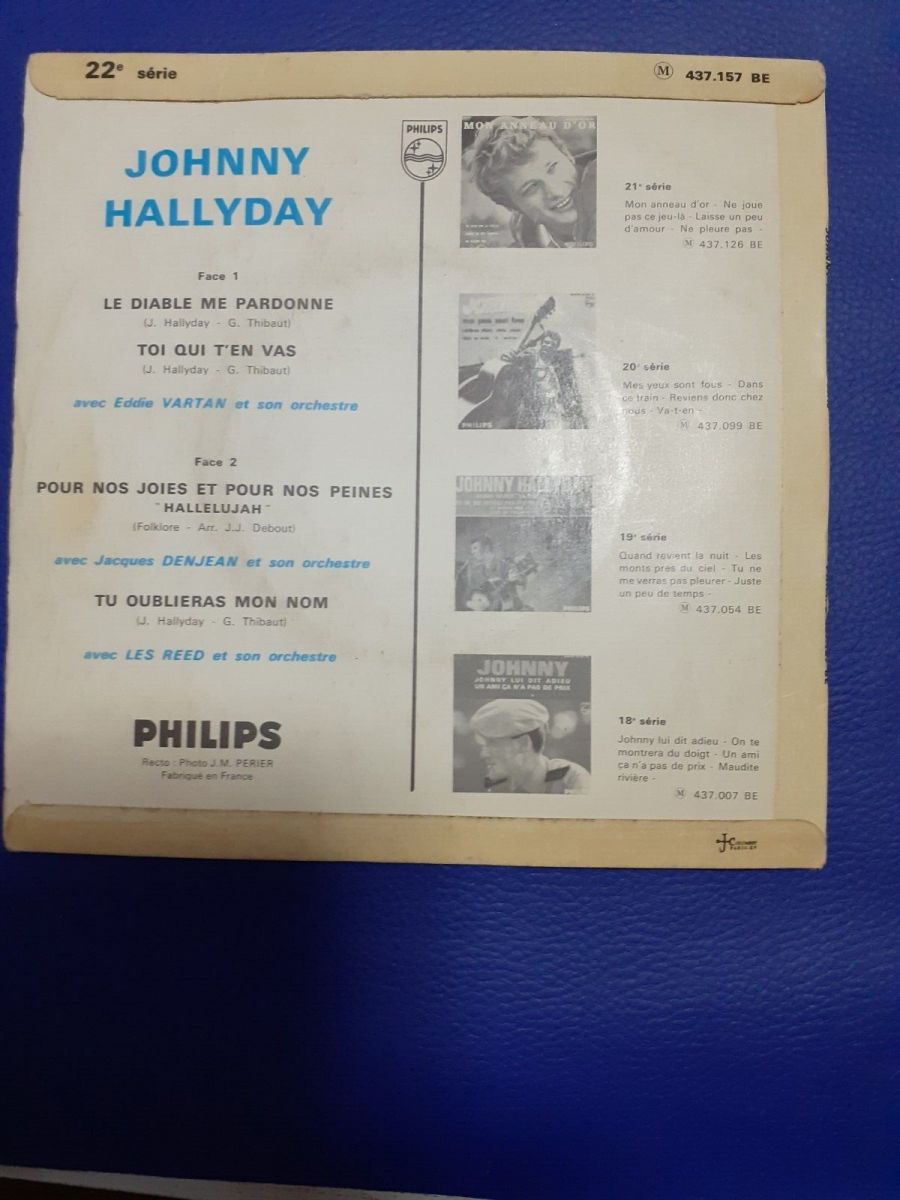 22e série
M 437.157 BE
JOHNNY
HALLYDAY
Face 1
LE DIABLE ME PARDONNE
(J. Hallyday - G. Thibaut)
TOI QUI T'EN VAS
(J. Hallyday - G. Thibaut)
avec Eddie VARTAN et son orchestre
Face 2
POUR NOS JOIES ET POUR NOS PEINES
"HALLELUJAH"
(Folklore - Arr. J.J. Debout)
avec Jacques DENJEAN et son orchestre
TU OUBLIERAS MON NOM
(J. Hallyday - G. Thibaut)
avec LES REED et son orchestre
PHILIPS
Recto : Photo J.M. PERIER
Fabriqué en France
PHILIPS
MON ANNEAU D'OR
21e série
Mon anneau d'or - Ne joue
pas ce jeu-là - Laisse un peu
d'amour - Ne pleure pas -
M 437.126 BE
PHILIPS
20e série
Mes yeux sont fous - Dans
ce train - Reviens donc chez
nous - Va-t-en -
M 437.099 BE
JOHNNY HALLYDAY
PHILIPS
19e série
Quand revient la nuit - Les
monts près du ciel - Tu ne
me verras pas pleurer - Juste
un peu de temps -
M 437.054 BE
JOHNNY
JOHNNY LUI DIT ADIEU
UN AMI ÇA N'A PAS DE PRIX
18e série
Johnny lui dit adieu - On te
montrera du doigt - Un ami
ça n'a pas de prix - Maudite
rivière -
M 437.007 BE